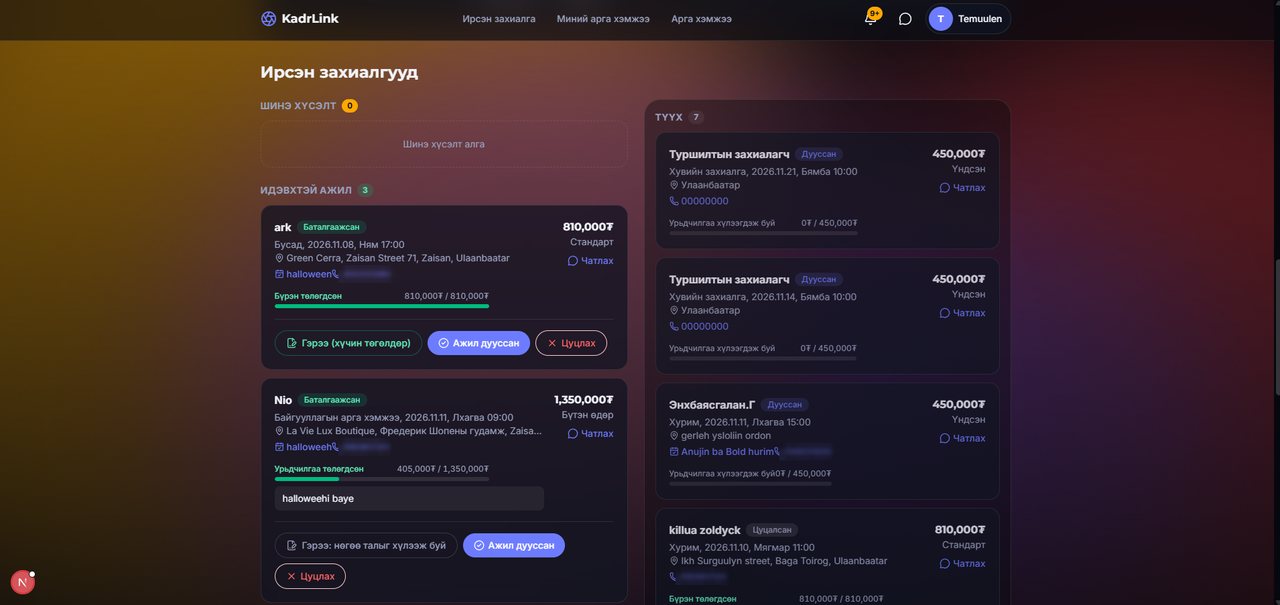 KadrLink
Ирсэн захиалга
Миний арга хэмжээ
Арга хэмжээ
9+
T
Temuulen
Ирсэн захиалгууд
ШИНЭ ХҮСЭЛТ 0
Шинэ хүсэлт алга
ИДЭВХТЭЙ АЖИЛ 3
ark Баталгаажсан 810,000₮
Бусад, 2026.11.08, Ням 17:00 Стандарт
Green Cerra, Zaisan Street 71, Zaisan, Ulaanbaatar
Чатлах
halloween
Бүрэн төлөгдсөн 810,000₮ / 810,000₮
Гэрээ (хүчин төгөлдөр) Ажил дууссан Цуцлах
Nio Баталгаажсан 1,350,000₮
Байгууллагын арга хэмжээ, 2026.11.11, Лхагва 09:00 Бүтэн өдөр
La Vie Lux Boutique, Фредерик Шопены гудамж, Zaisa...
Чатлах
halloweeh
Урьдчилгаа төлөгдсөн 405,000₮ / 1,350,000₮
halloweehi baye
Гэрээ: нөгөө талыг хүлээж буй Ажил дууссан
Цуцлах
N
ТҮҮХ 7
Туршилтын захиалагч Дууссан 450,000₮
Хувийн захиалга, 2026.11.21, Бямба 10:00 Үндсэн
Улаанбаатар Чатлах
00000000
Урьдчилгаа хүлээгдэж буй 0₮ / 450,000₮
Туршилтын захиалагч Дууссан 450,000₮
Хувийн захиалга, 2026.11.14, Бямба 10:00 Үндсэн
Улаанбаатар Чатлах
00000000
Урьдчилгаа хүлээгдэж буй 0₮ / 450,000₮
Энхбаясгалан.Г Дууссан 450,000₮
Хурим, 2026.11.11, Лхагва 15:00 Үндсэн
gerleh ysloliin ordon Чатлах
Anujin ba Bold hurim
Урьдчилгаа хүлээгдэж буй0₮ / 450,000₮
killua zoldyck Цуцалсан 810,000₮
Хурим, 2026.11.10, Мягмар 11:00 Стандарт
Ikh Surguulyn street, Baga Toirog, Ulaanbaatar Чатлах
Бүрэн төлөгдсөн 810,000₮ / 810,000₮